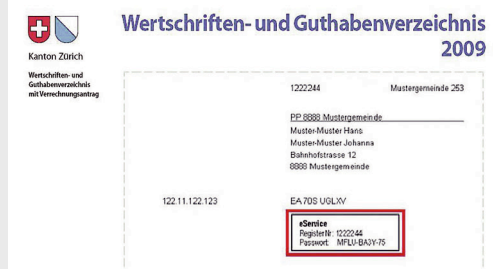 Wertschriften- und Guthabenverzeichnis
2009
Kanton Zürich
Wertschriften- und
Guthabenverzeichnis
mit Verrechnungsantrag
1222244 Mustergemeinde 253
PP 8888 Mustergemeinde
Muster-Muster Hans
Muster-Muster Johanna
Bahnhofstrasse 12
8888 Mustergemeinde
122.11.122.123 EA70S UGLXV
eService
RegisterNr: 1222244
Passwort: MFLU-BA3Y-75